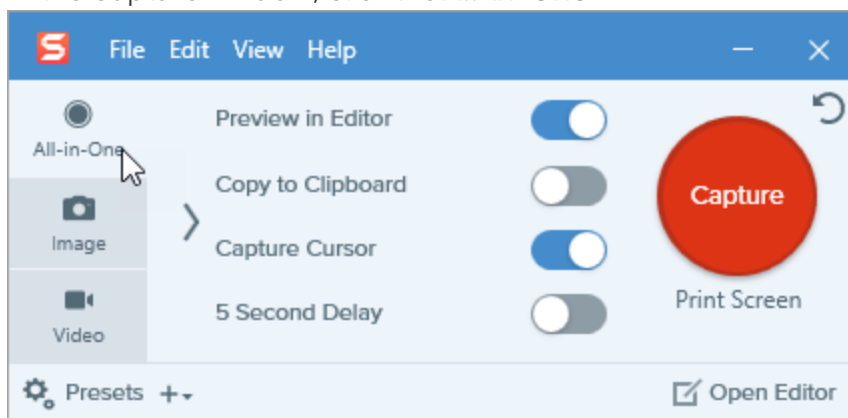 File Edit View Help
All-in-One
Image
Video
Preview in Editor
Copy to Clipboard
Capture Cursor
5 Second Delay
Capture
Print Screen
Presets
Open Editor